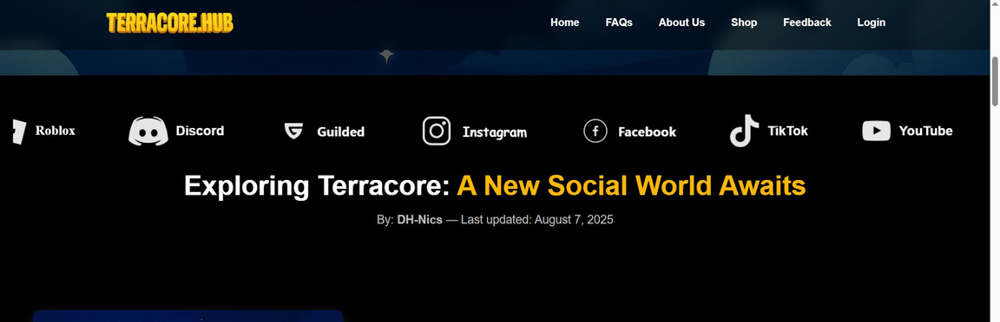 TERRACORE.HUB
Home FAQs About Us Shop Feedback Login
Roblox Discord Guilded Instagram Facebook TikTok YouTube
Exploring Terracore: A New Social World Awaits
By: DH-Nics — Last updated: August 7, 2025